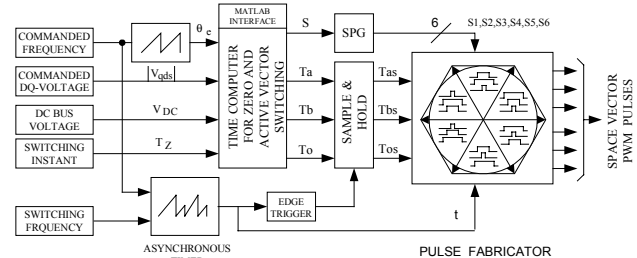 COMMANDED
FREQUENCY
θe
MATLAB
INTERFACE
S
SPG
6
S1,S2,S3,S4,S5,S6
COMMANDED
DQ-VOLTAGE
|Vqds|
TIME COMPUTER
FOR ZERO AND
ACTIVE VECTOR
SWITCHING
Ta
SAMPLE &
HOLD
Tas
DC BUS
VOLTAGE
VDC
Tb
Tbs
SWITCHING
INSTANT
TZ
To
Tos
SPACE VECTOR
PWM PULSES
SWITCHING
FRQUENCY
EDGE
TRIGGER
t
ASYNCHRONOUS
PULSE FABRICATOR